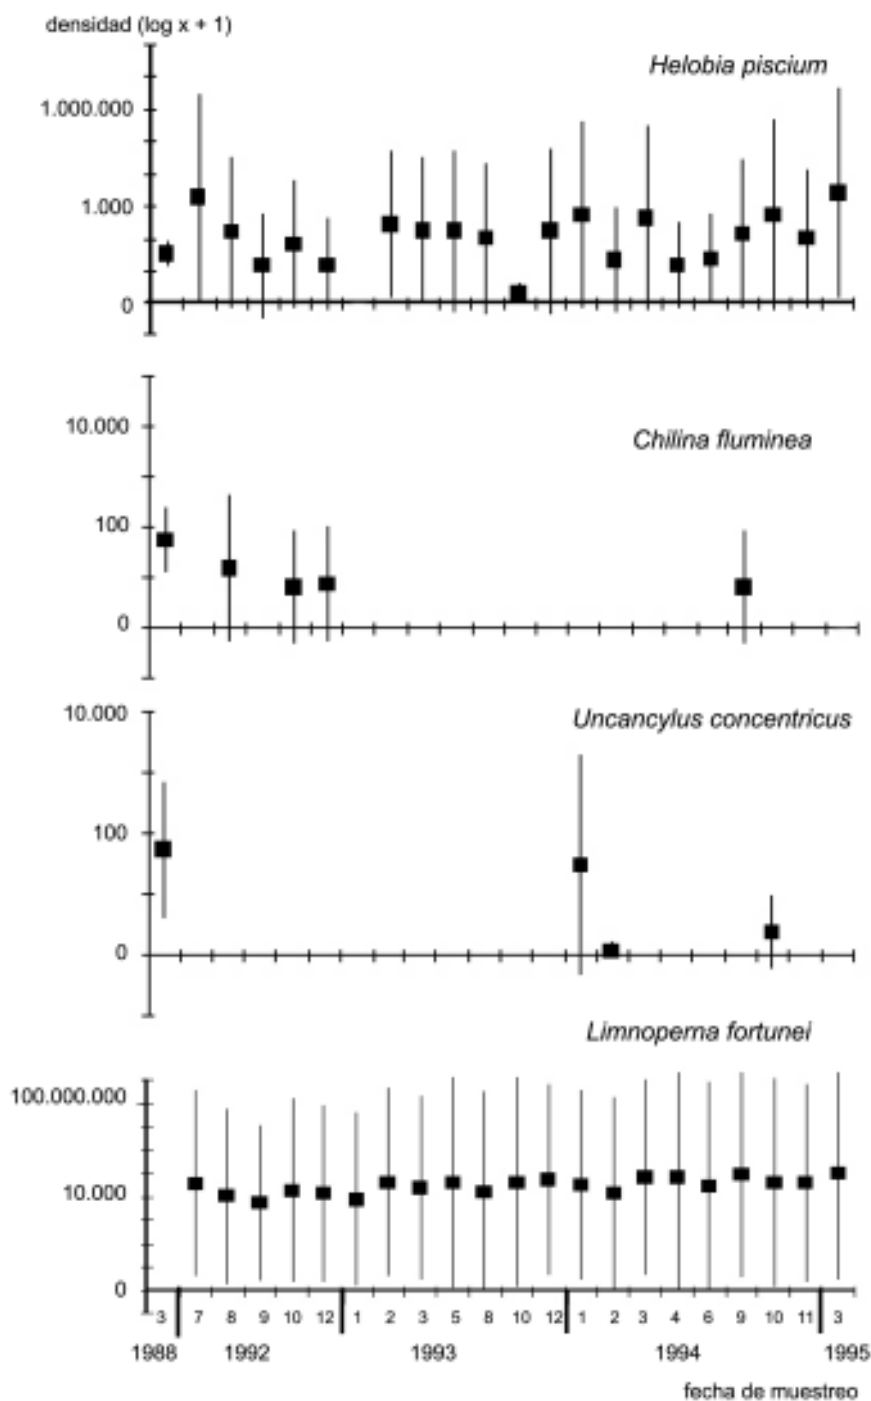 densidad (log x + 1)
Helobia piscium
1.000.000
1.000
0
10.000
Chilina fluminea
100
0
10.000
Uncancylus concentricus
100
0
Limnoperna fortunei
100.000.000
10.000
0
3 7 8 9 10 12 1 2 3 5 8 10 12 1 2 3 4 6 9 10 11 3
1988 1992 1993 1994 1995
fecha de muestreo